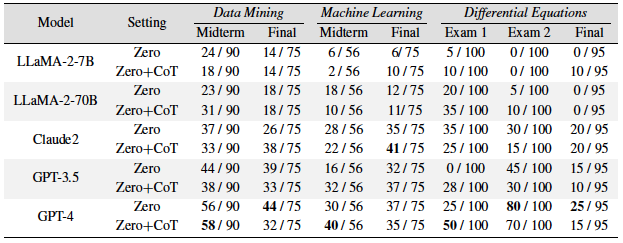 Model Setting Data Mining Machine Learning Differential Equations
Midterm Final Midterm Final Exam 1 Exam 2 Final
LLaMA-2-7B
Zero 24 / 90 14 / 75 6 / 56 6/ 75 5 / 100 0 / 100 0 / 95
Zero+CoT 18 / 90 14 / 75 2 / 56 10 / 75 10 / 100 0 / 100 10 / 95
LLaMA-2-70B
Zero 23 / 90 18 / 75 18 / 56 12 / 75 20 / 100 5 / 100 0 / 95
Zero+CoT 31 / 90 18 / 75 10 / 56 11/ 75 35 / 100 10 / 100 0 / 95
Claude2
Zero 37 / 90 26 / 75 28 / 56 35 / 75 35 / 100 30 / 100 20 / 95
Zero+CoT 33 / 90 38 / 75 22 / 56 41 / 75 25 / 100 15 / 100 20 / 95
GPT-3.5
Zero 44 / 90 39 / 75 16 / 56 32 / 75 0 / 100 45 / 100 15 / 95
Zero+CoT 38 / 90 33 / 75 32 / 56 37 / 75 28 / 100 30 / 100 10 / 95
GPT-4
Zero 56 / 90 44 / 75 30 / 56 37 / 75 25 / 100 80 / 100 25 / 95
Zero+CoT 58 / 90 32 / 75 40 / 56 35 / 75 50 / 100 70 / 100 15 / 95